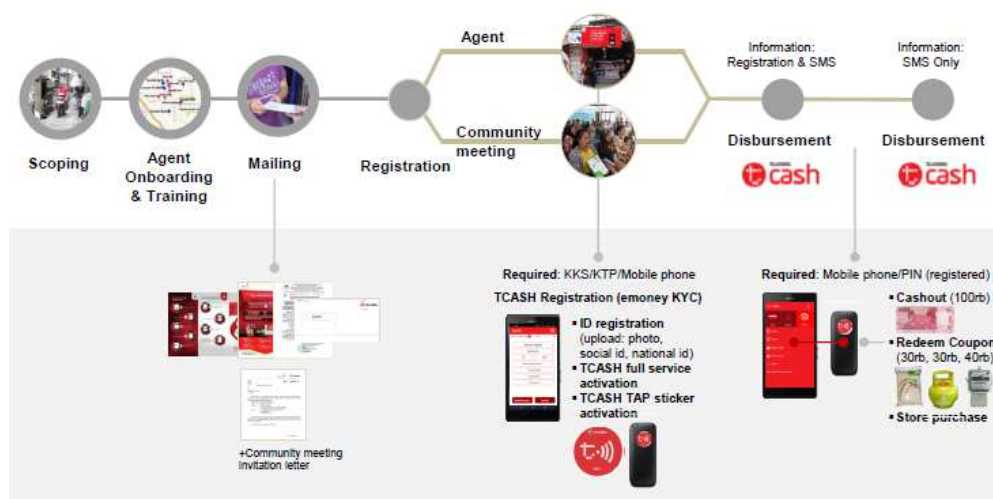 Scoping
Agent
Onboarding
& Training
Mailing
Registration
Agent
Community
meeting
Information:
Registration & SMS
Disbursement
cash
Information:
SMS Only
Disbursement
cash
+Community meeting
invitation letter
Required: KKS/KTP/Mobile phone
TCASH Registration (emoney KYC)
▪ ID registration
(upload: photo,
social id, national id)
▪ TCASH full service
activation
▪ TCASH TAP sticker
activation
Required: Mobile phone/PIN (registered)
▪ Cashout (100rb)
▪ Redeem Coupon
(30rb, 30rb, 40rb)
▪ Store purchase